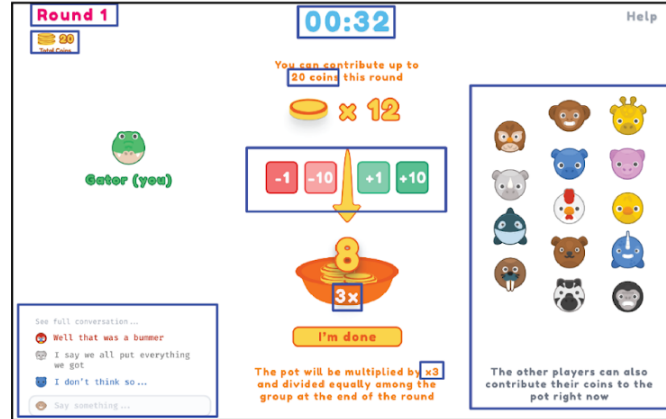 Round 1
20
Total Coins
00:32
Help
You can contribute up to
20 coins this round
x 12
Gator (you)
-1
-10
+1
+10
8
3x
I'm done
The pot will be multiplied by x3
and divided equally among the
group at the end of the round
See full conversation...
Well that was a bummer
I say we all put everything
we got
I don't think so...
Say something...
The other players can also
contribute their coins to the
pot right now